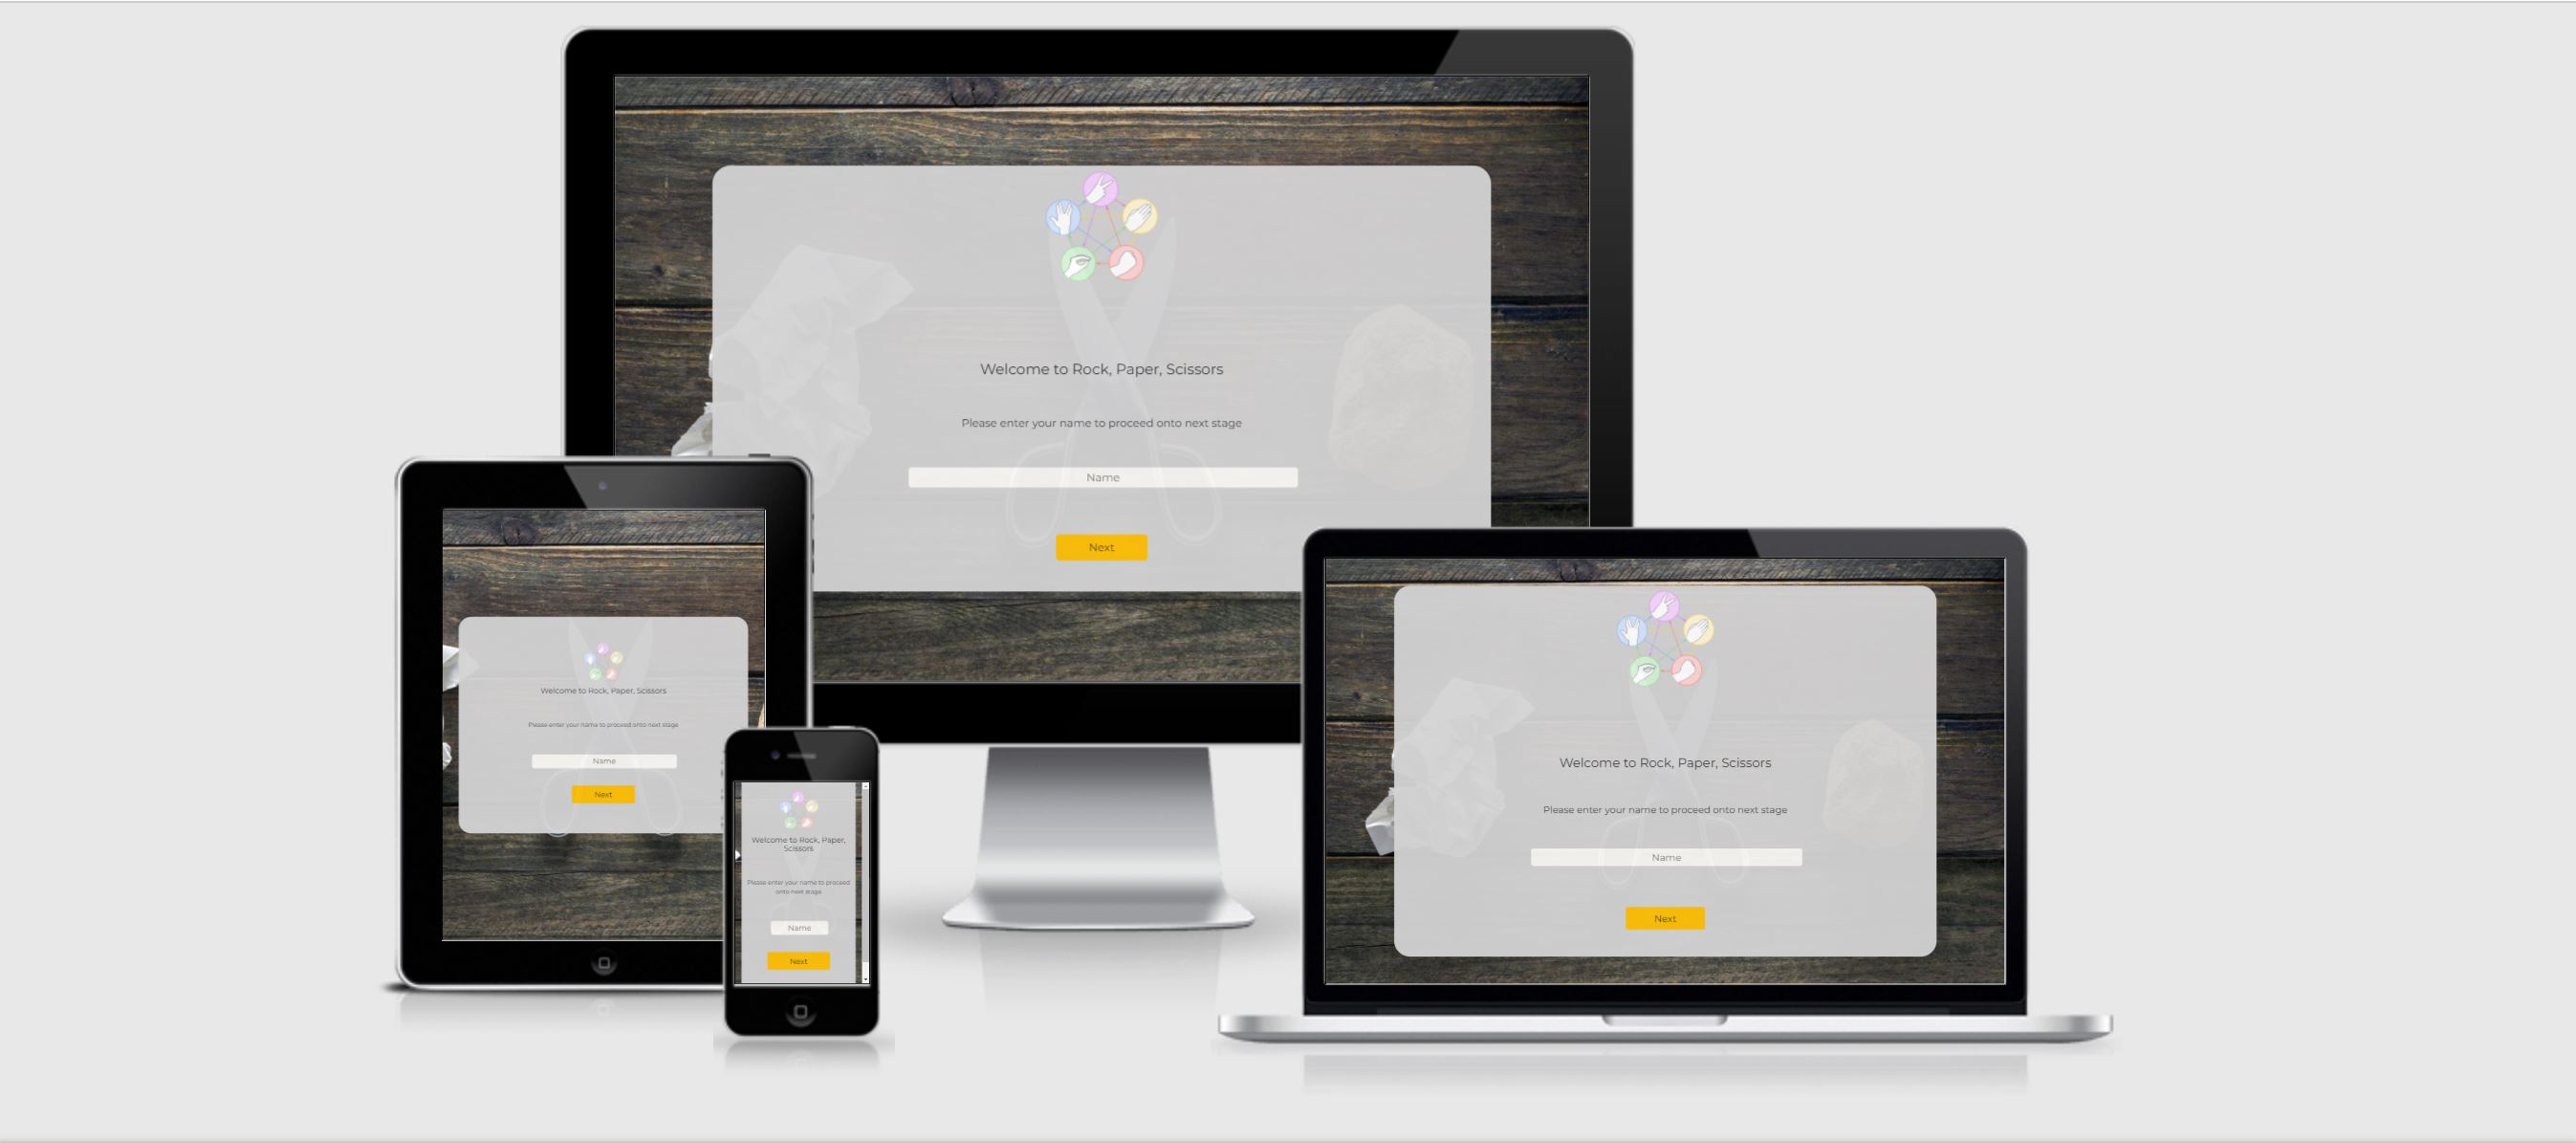 Welcome to Rock, Paper, Scissors
Please enter your name to proceed onto next stage
Name
Next
Welcome to Rock, Paper, Scissors
Please enter your name to proceed onto next stage
Name
Next
Welcome to Rock, Paper,
Scissors
Please enter your name to proceed
onto next stage
Name
Next
Welcome to Rock, Paper, Scissors
Please enter your name to proceed onto next stage
Name
Next